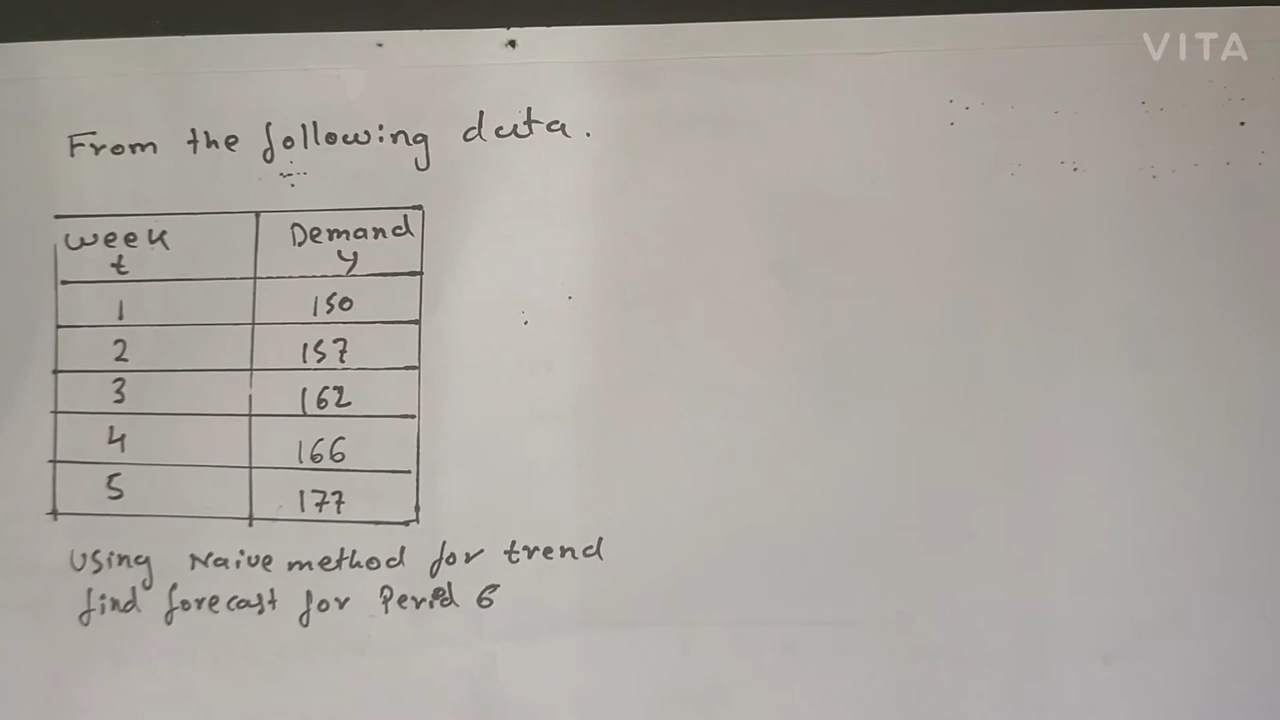 VITA
From the following data.
Week Demand
t y
1 150
2 157
3 162
4 166
5 177
Using Naive method for trend
find forecast for Period 6